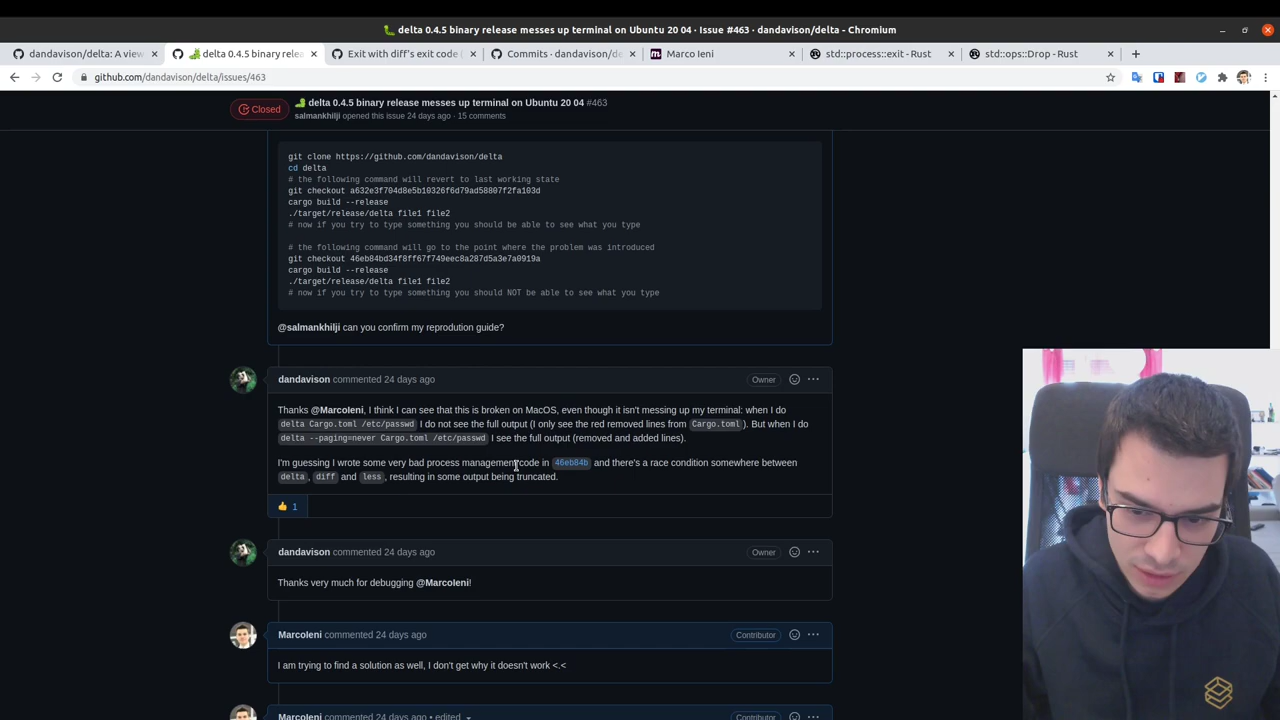 delta 0.4.5 binary release messes up terminal on Ubuntu 20 04 · Issue #463 · dandavison/delta - Chromium
dandavison/delta: A view
delta 0.4.5 binary relea
Exit with diff's exit code
Commits · dandavison/de
Marco Ieni
std::process::exit - Rust
std::ops::Drop - Rust
github.com/dandavison/delta/issues/463
Closed
delta 0.4.5 binary release messes up terminal on Ubuntu 20 04 #463
salmankhilji opened this issue 24 days ago · 15 comments
git clone https://github.com/dandavison/delta
cd delta
# the following command will revert to last working state
git checkout a632e3f704d8e5b10326f6d79ad58807f2fa103d
cargo build --release
./target/release/delta file1 file2
# now if you try to type something you should be able to see what you type
# the following command will go to the point where the problem was introduced
git checkout 46eb84bd34f8ff67f749eec8a287d5a3e7a0919a
cargo build --release
./target/release/delta file1 file2
# now if you try to type something you should NOT be able to see what you type
@salmankhilji can you confirm my reprodution guide?
dandavison commented 24 days ago
Owner
Thanks @MarcoIeni, I think I can see that this is broken on MacOS, even though it isn't messing up my terminal: when I do
delta Cargo.toml /etc/passwd I do not see the full output (I only see the red removed lines from Cargo.toml). But when I do
delta --paging=never Cargo.toml /etc/passwd I see the full output (removed and added lines).
I'm guessing I wrote some very bad process management code in 46eb84b and there's a race condition somewhere between
delta, diff and less, resulting in some output being truncated.
👍 1
dandavison commented 24 days ago
Owner
Thanks very much for debugging @MarcoIeni!
MarcoIeni commented 24 days ago
Contributor
I am trying to find a solution as well, I don't get why it doesn't work <.<
MarcoIeni commented 24 days ago • edited
Contributor